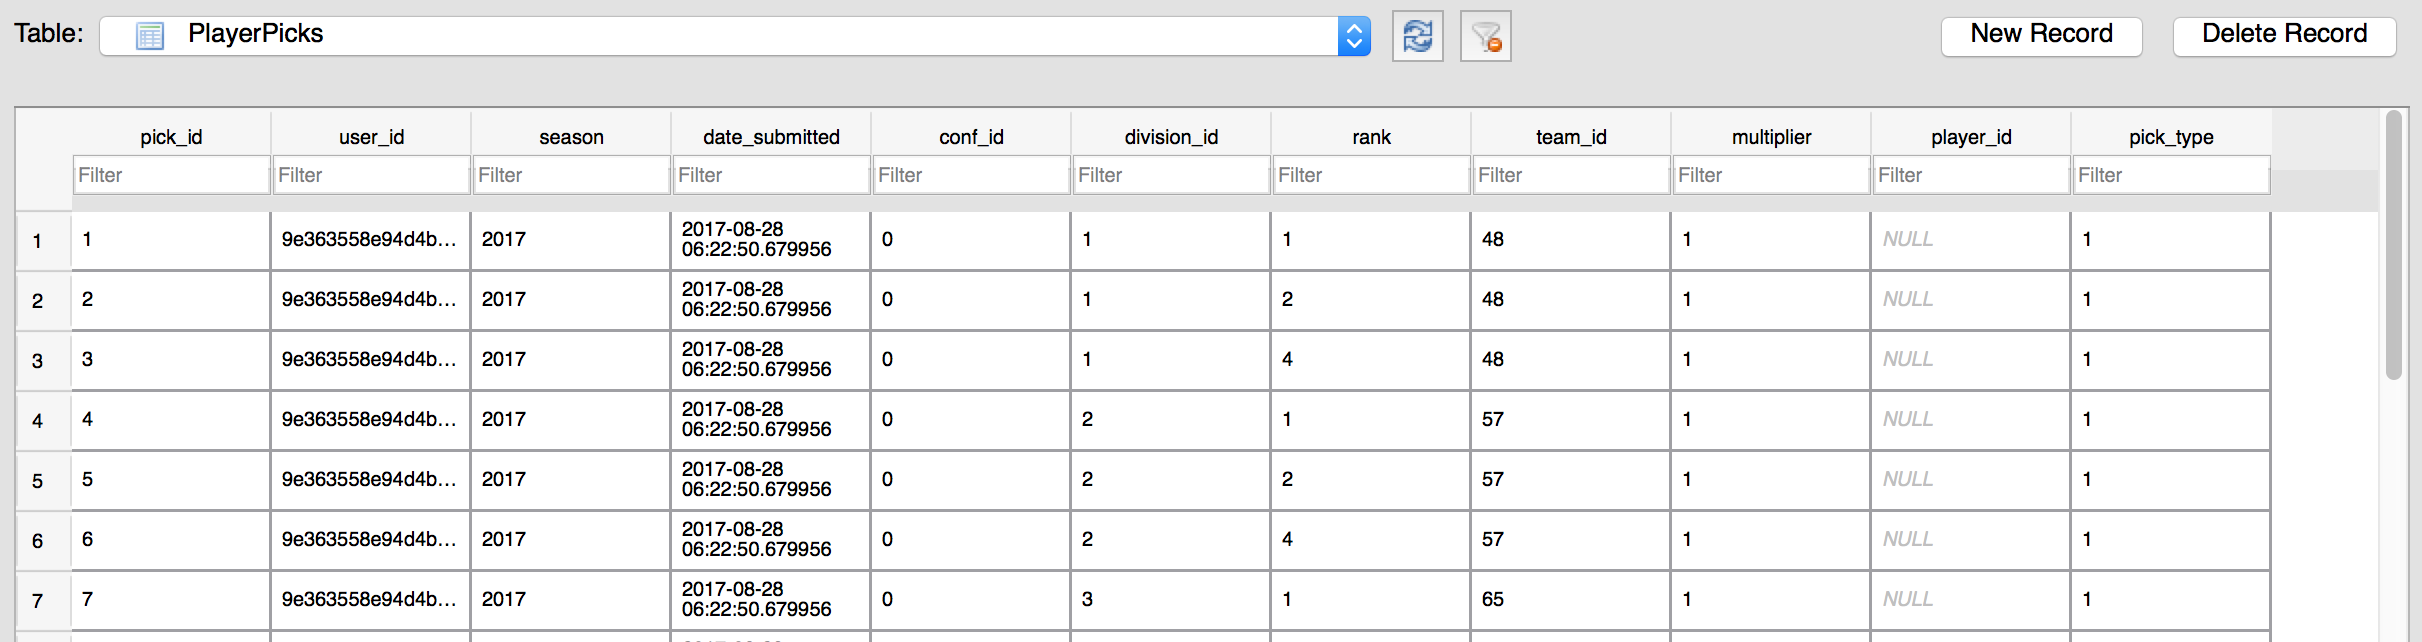 Table: PlayerPicks New Record Delete Record
pick_id user_id season date_submitted conf_id division_id rank team_id multiplier player_id pick_type
Filter Filter Filter Filter Filter Filter Filter Filter Filter Filter Filter
1 1 9e363558e94d4b... 2017 2017-08-28 06:22:50.679956 0 1 1 48 1 NULL 1
2 2 9e363558e94d4b... 2017 2017-08-28 06:22:50.679956 0 1 2 48 1 NULL 1
3 3 9e363558e94d4b... 2017 2017-08-28 06:22:50.679956 0 1 4 48 1 NULL 1
4 4 9e363558e94d4b... 2017 2017-08-28 06:22:50.679956 0 2 1 57 1 NULL 1
5 5 9e363558e94d4b... 2017 2017-08-28 06:22:50.679956 0 2 2 57 1 NULL 1
6 6 9e363558e94d4b... 2017 2017-08-28 06:22:50.679956 0 2 4 57 1 NULL 1
7 7 9e363558e94d4b... 2017 2017-08-28 06:22:50.679956 0 3 1 65 1 NULL 1